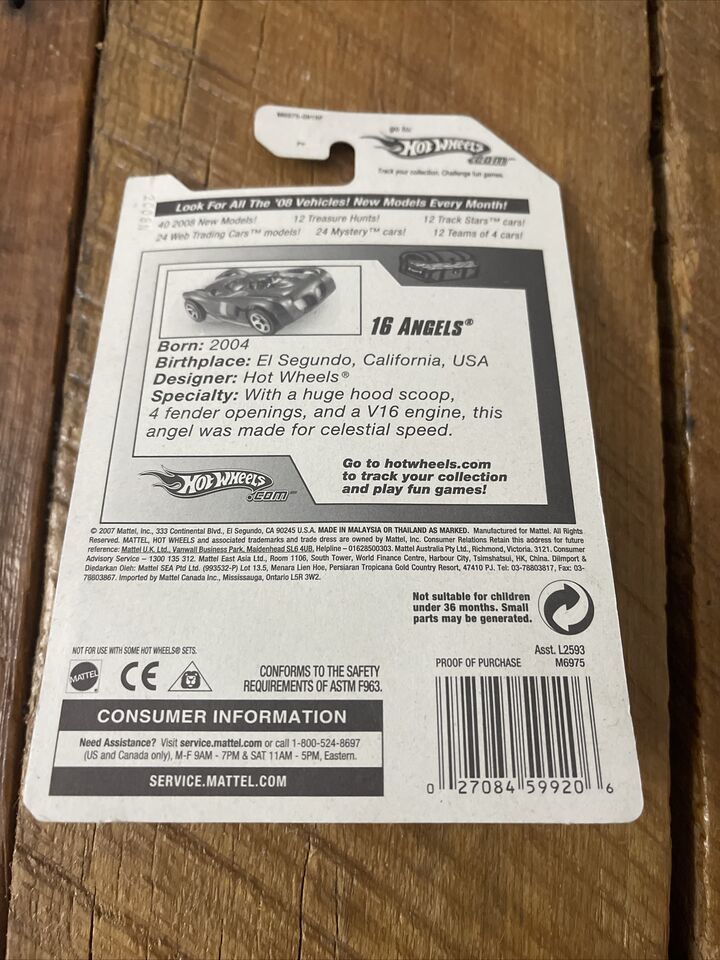 go to:
HOT WHEELS
.COM™
Track your collection. Challenge fun games.
Look For All The '08 Vehicles! New Models Every Month!
40 2008 New Models! 12 Treasure Hunts! 12 Track Stars™ cars!
24 Web Trading Cars™ models! 24 Mystery™ cars! 12 Teams of 4 cars!
16 ANGELS®
Born: 2004
Birthplace: El Segundo, California, USA
Designer: Hot Wheels®
Specialty: With a huge hood scoop,
4 fender openings, and a V16 engine, this
angel was made for celestial speed.
HOT WHEELS
.COM™
Go to hotwheels.com
to track your collection
and play fun games!
© 2007 Mattel, Inc., 333 Continental Blvd., El Segundo, CA 90245 U.S.A. MADE IN MALAYSIA OR THAILAND AS MARKED. Manufactured for Mattel. All Rights
Reserved. MATTEL, HOT WHEELS and associated trademarks and trade dress are owned by Mattel, Inc. Consumer Relations Retain this address for future
reference: Mattel U.K. Ltd., Vanwall Business Park, Maidenhead SL6 4UB. Helpline – 01628500303. Mattel Australia Pty Ltd., Richmond, Victoria. 3121. Consumer
Advisory Service – 1300 135 312. Mattel East Asia Ltd., Room 1106, South Tower, World Finance Centre, Harbour City, Tsimshatsui, HK, China. Diimport &
Diedarkan Oleh: Mattel SEA Ptd Ltd. (993532-P) Lot 13.5, Menara Lien Hoe, Persiaran Tropicana Gold Country Resort, 47410 PJ. Tel: 03-78803817, Fax: 03-
78803867. Imported by Mattel Canada Inc., Mississauga, Ontario L5R 3W2.
Not suitable for children
under 36 months. Small
parts may be generated.
NOT FOR USE WITH SOME HOT WHEELS® SETS.
Asst. L2593
PROOF OF PURCHASE M6975
MATTEL
CE
CONFORMS TO THE SAFETY
REQUIREMENTS OF ASTM F963.
CONSUMER INFORMATION
Need Assistance? Visit service.mattel.com or call 1-800-524-8697
(US and Canada only), M-F 9AM - 7PM & SAT 11AM - 5PM, Eastern.
SERVICE.MATTEL.COM
0 27084 59920 6